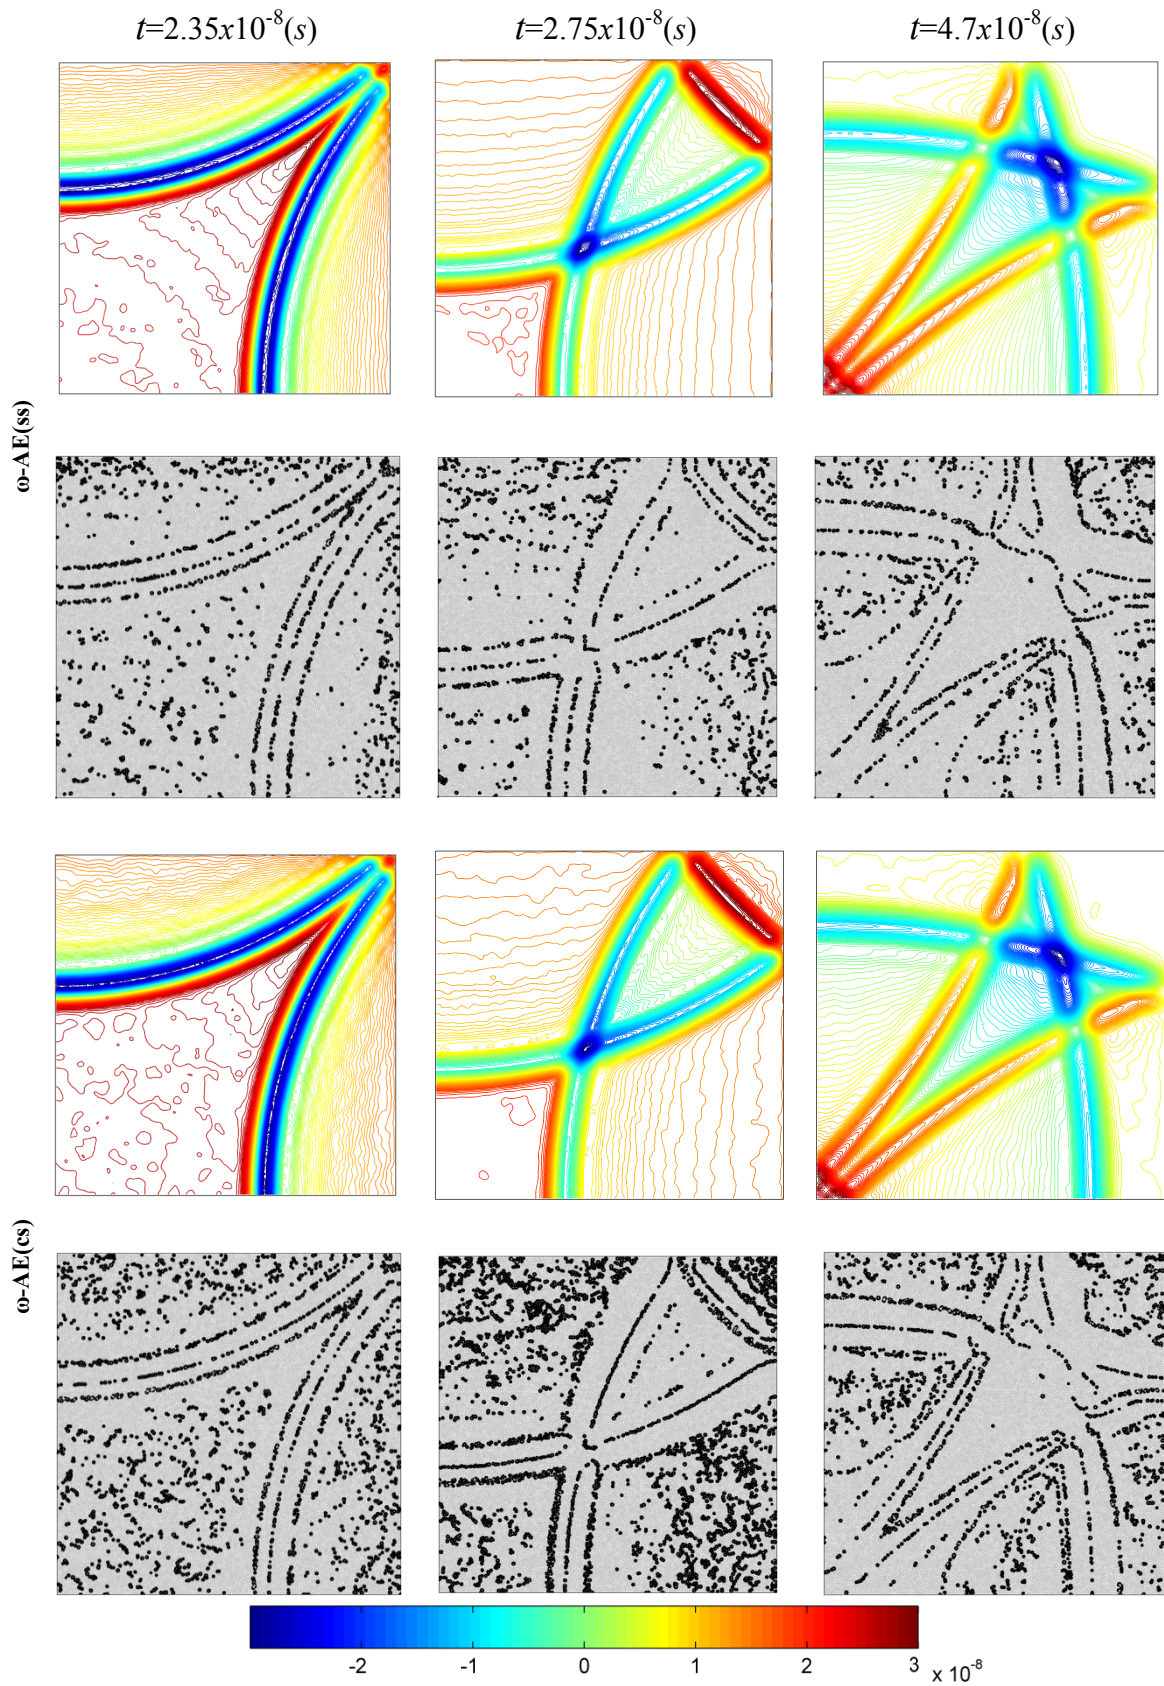 t=2.35x10⁻⁸(s) t=2.75x10⁻⁸(s) t=4.7x10⁻⁸(s)
ω-AE(ss)
ω-AE(cs)
-2 -1 0 1 2 3 x 10⁻⁸